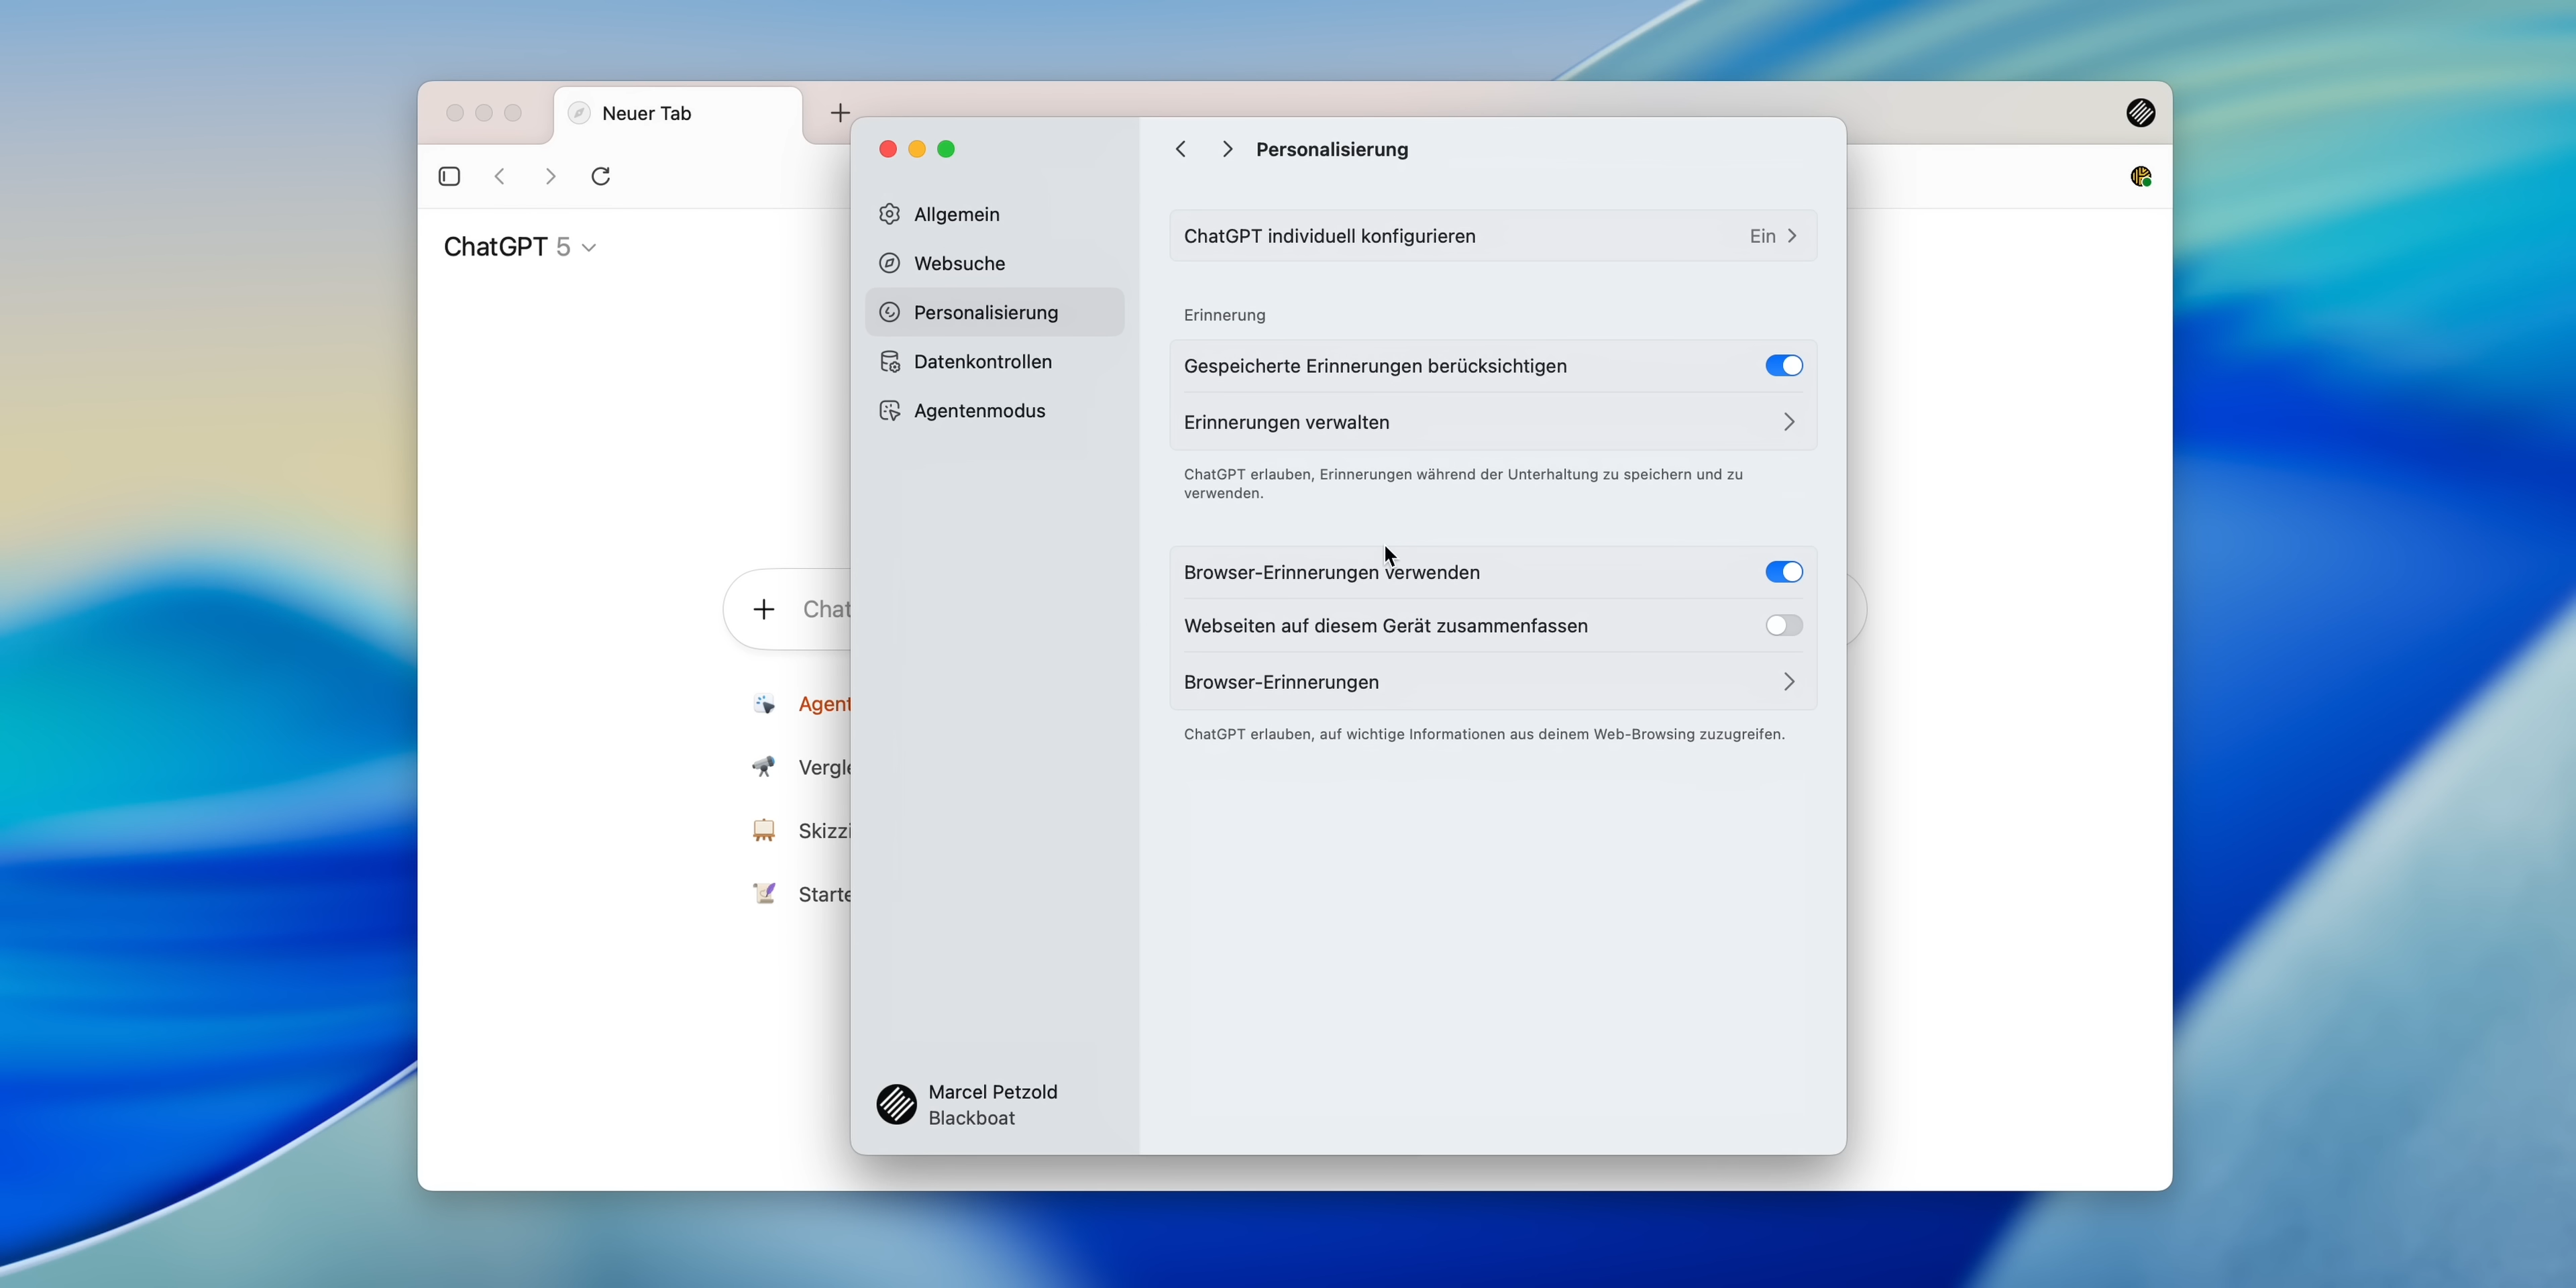 Neuer Tab
ChatGPT 5
Chat
Agent
Vergle
Skizzi
Starte
Personalisierung
Allgemein
Websuche
Personalisierung
Datenkontrollen
Agentenmodus
Marcel Petzold
Blackboat
ChatGPT individuell konfigurieren Ein
Erinnerung
Gespeicherte Erinnerungen berücksichtigen
Erinnerungen verwalten
ChatGPT erlauben, Erinnerungen während der Unterhaltung zu speichern und zu
verwenden.
Browser-Erinnerungen verwenden
Webseiten auf diesem Gerät zusammenfassen
Browser-Erinnerungen
ChatGPT erlauben, auf wichtige Informationen aus deinem Web-Browsing zuzugreifen.